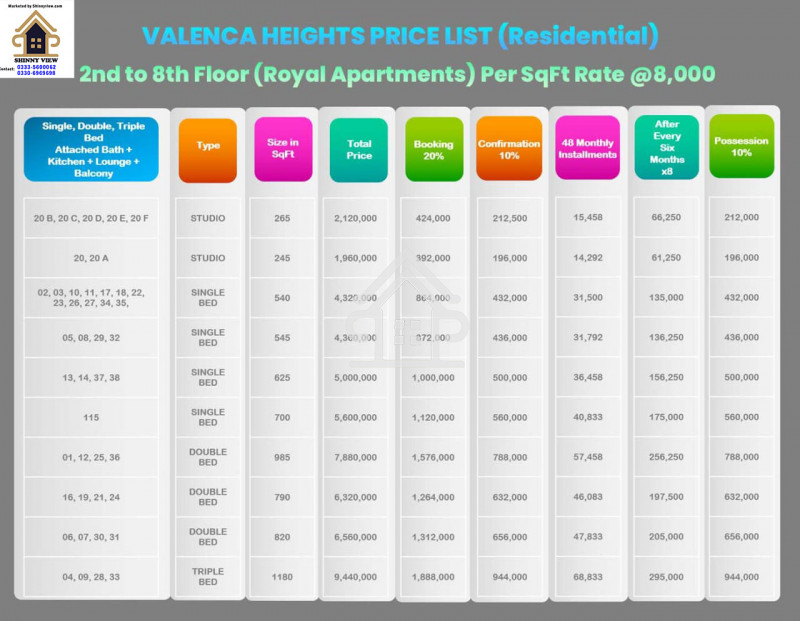 Marketed by Shinnyview.com
SHINNY VIEW
Contact: 0333-5600062
0330-6969698
VALENCA HEIGHTS PRICE LIST (Residential)
2nd to 8th Floor (Royal Apartments) Per SqFt Rate @8,000
Single, Double, Triple
Bed
Attached Bath +
Kitchen + Lounge +
Balcony
Type
Size in
SqFt
Total
Price
Booking
20%
Confirmation
10%
48 Monthly
Installments
After
Every
Six
Months
x8
Possession
10%
20 B, 20 C, 20 D, 20 E, 20 F STUDIO 265 2,120,000 424,000 212,500 15,458 66,250 212,000
20, 20 A STUDIO 245 1,960,000 392,000 196,000 14,292 61,250 196,000
02, 03, 10, 11, 17, 18, 22,
23, 26, 27, 34, 35,
SINGLE
BED
540 4,320,000 864,000 432,000 31,500 135,000 432,000
05, 08, 29, 32
SINGLE
BED
545 4,360,000 872,000 436,000 31,792 136,250 436,000
13, 14, 37, 38
SINGLE
BED
625 5,000,000 1,000,000 500,000 36,458 156,250 500,000
115
SINGLE
BED
700 5,600,000 1,120,000 560,000 40,833 175,000 560,000
01, 12, 25, 36
DOUBLE
BED
985 7,880,000 1,576,000 788,000 57,458 256,250 788,000
16, 19, 21, 24
DOUBLE
BED
790 6,320,000 1,264,000 632,000 46,083 197,500 632,000
06, 07, 30, 31
DOUBLE
BED
820 6,560,000 1,312,000 656,000 47,833 205,000 656,000
04, 09, 28, 33
TRIPLE
BED
1180 9,440,000 1,888,000 944,000 68,833 295,000 944,000